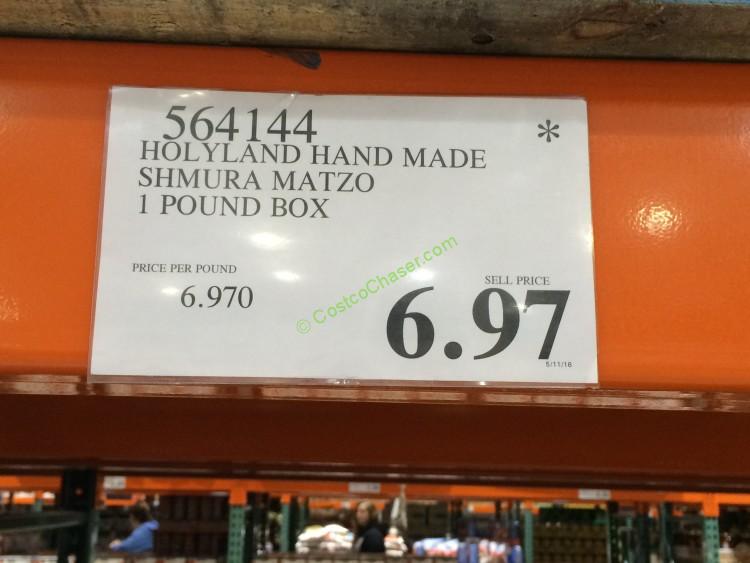 564144
*
HOLYLAND HAND MADE
SHMURA MATZO
1 POUND BOX
PRICE PER POUND
6.970
SELL PRICE
6.97
5/11/16
© CostcoChaser.com